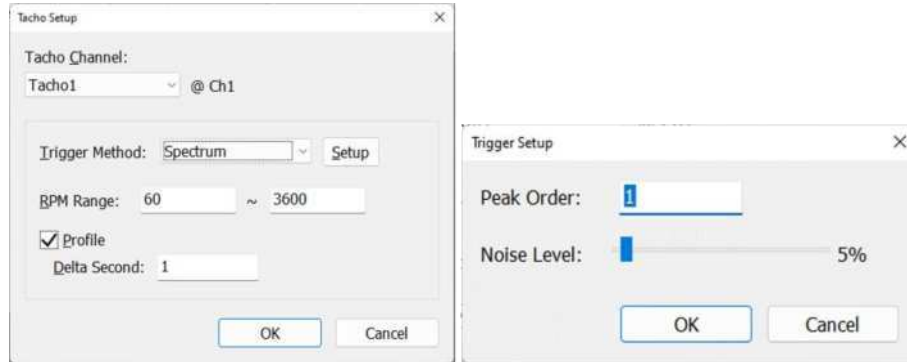 Tacho Setup
Tacho Channel:
Tacho1 @ Ch1
Trigger Method: Spectrum Setup
RPM Range: 60 ~ 3600
Profile
Delta Second: 1
OK Cancel
Trigger Setup
Peak Order: 1
Noise Level: 5%
OK Cancel